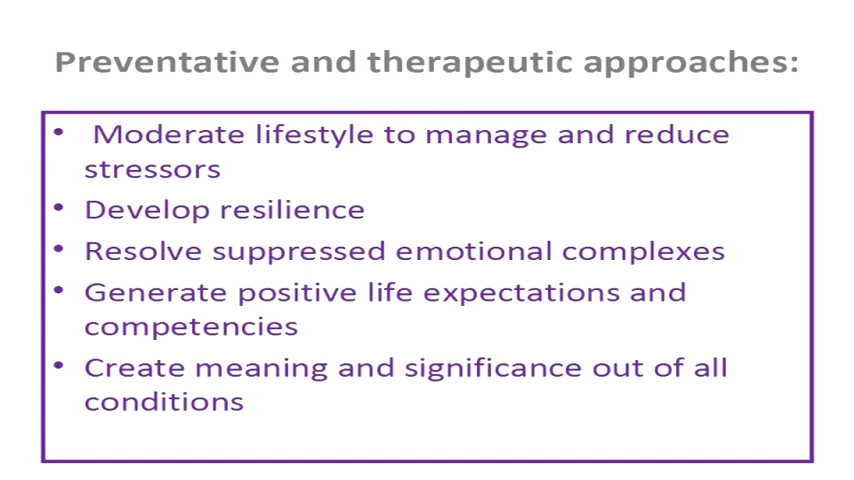 Preventative and therapeutic approaches:
• Moderate lifestyle to manage and reduce
stressors
• Develop resilience
• Resolve suppressed emotional complexes
• Generate positive life expectations and
competencies
• Create meaning and significance out of all
conditions